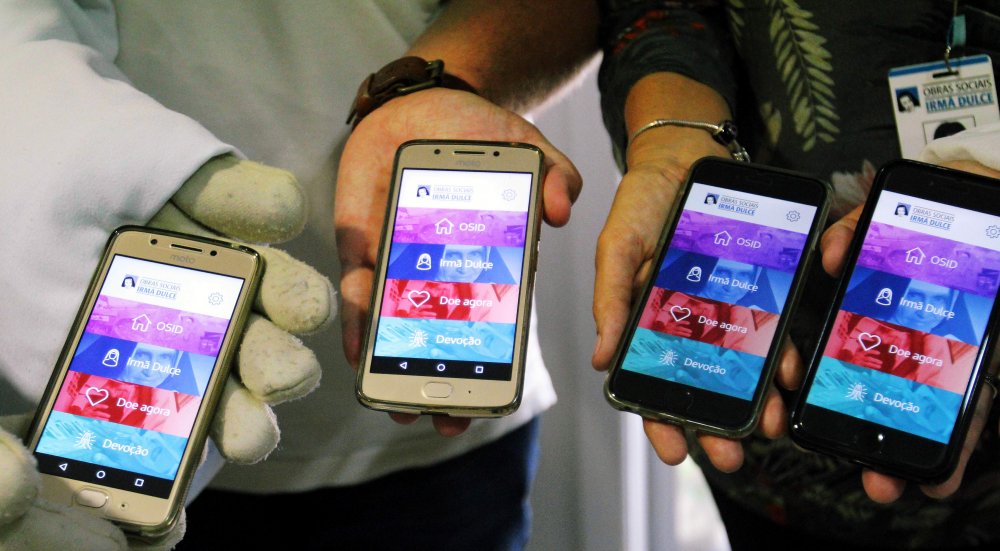 moto
OBRAS SOCIAIS
IRMÃ DULCE
OSID
Irmã Dulce
Doe agora
Devoção
moto
OBRAS SOCIAIS
IRMÃ DULCE
OSID
Irmã Dulce
Doe agora
Devoção
OBRAS SOCIAIS
IRMÃ DULCE
OSID
Irmã Dulce
Doe agora
Devoção
OBRAS SOCIAIS
IRMÃ DULCE
OSID
Irmã Dulce
Doe agora
Devoção
OBRAS SOCIAIS
IRMÃ DULCE